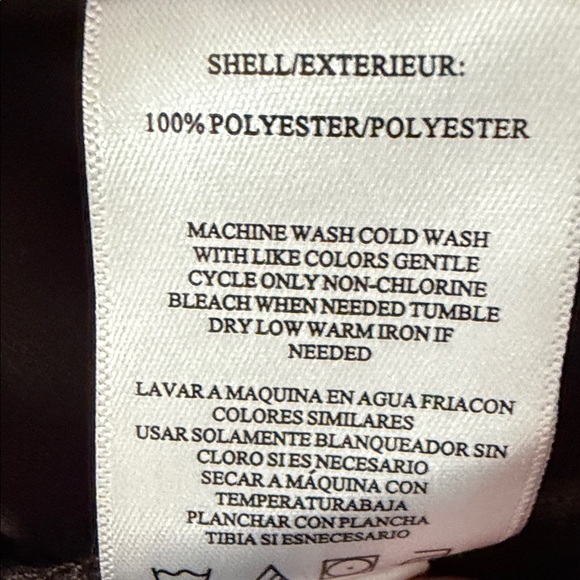 SHELL/EXTERIEUR:
100% POLYESTER/POLYESTER
MACHINE WASH COLD WASH
WITH LIKE COLORS GENTLE
CYCLE ONLY NON-CHLORINE
BLEACH WHEN NEEDED TUMBLE
DRY LOW WARM IRON IF
NEEDED
LAVAR A MAQUINA EN AGUA FRIACON
COLORES SIMILARES
USAR SOLAMENTE BLANQUEADOR SIN
CLORO SI ES NECESARIO
SECAR A MÁQUINA CON
TEMPERATURABAJA
PLANCHAR CON PLANCHA
TIBIA SI ESNECESARIO